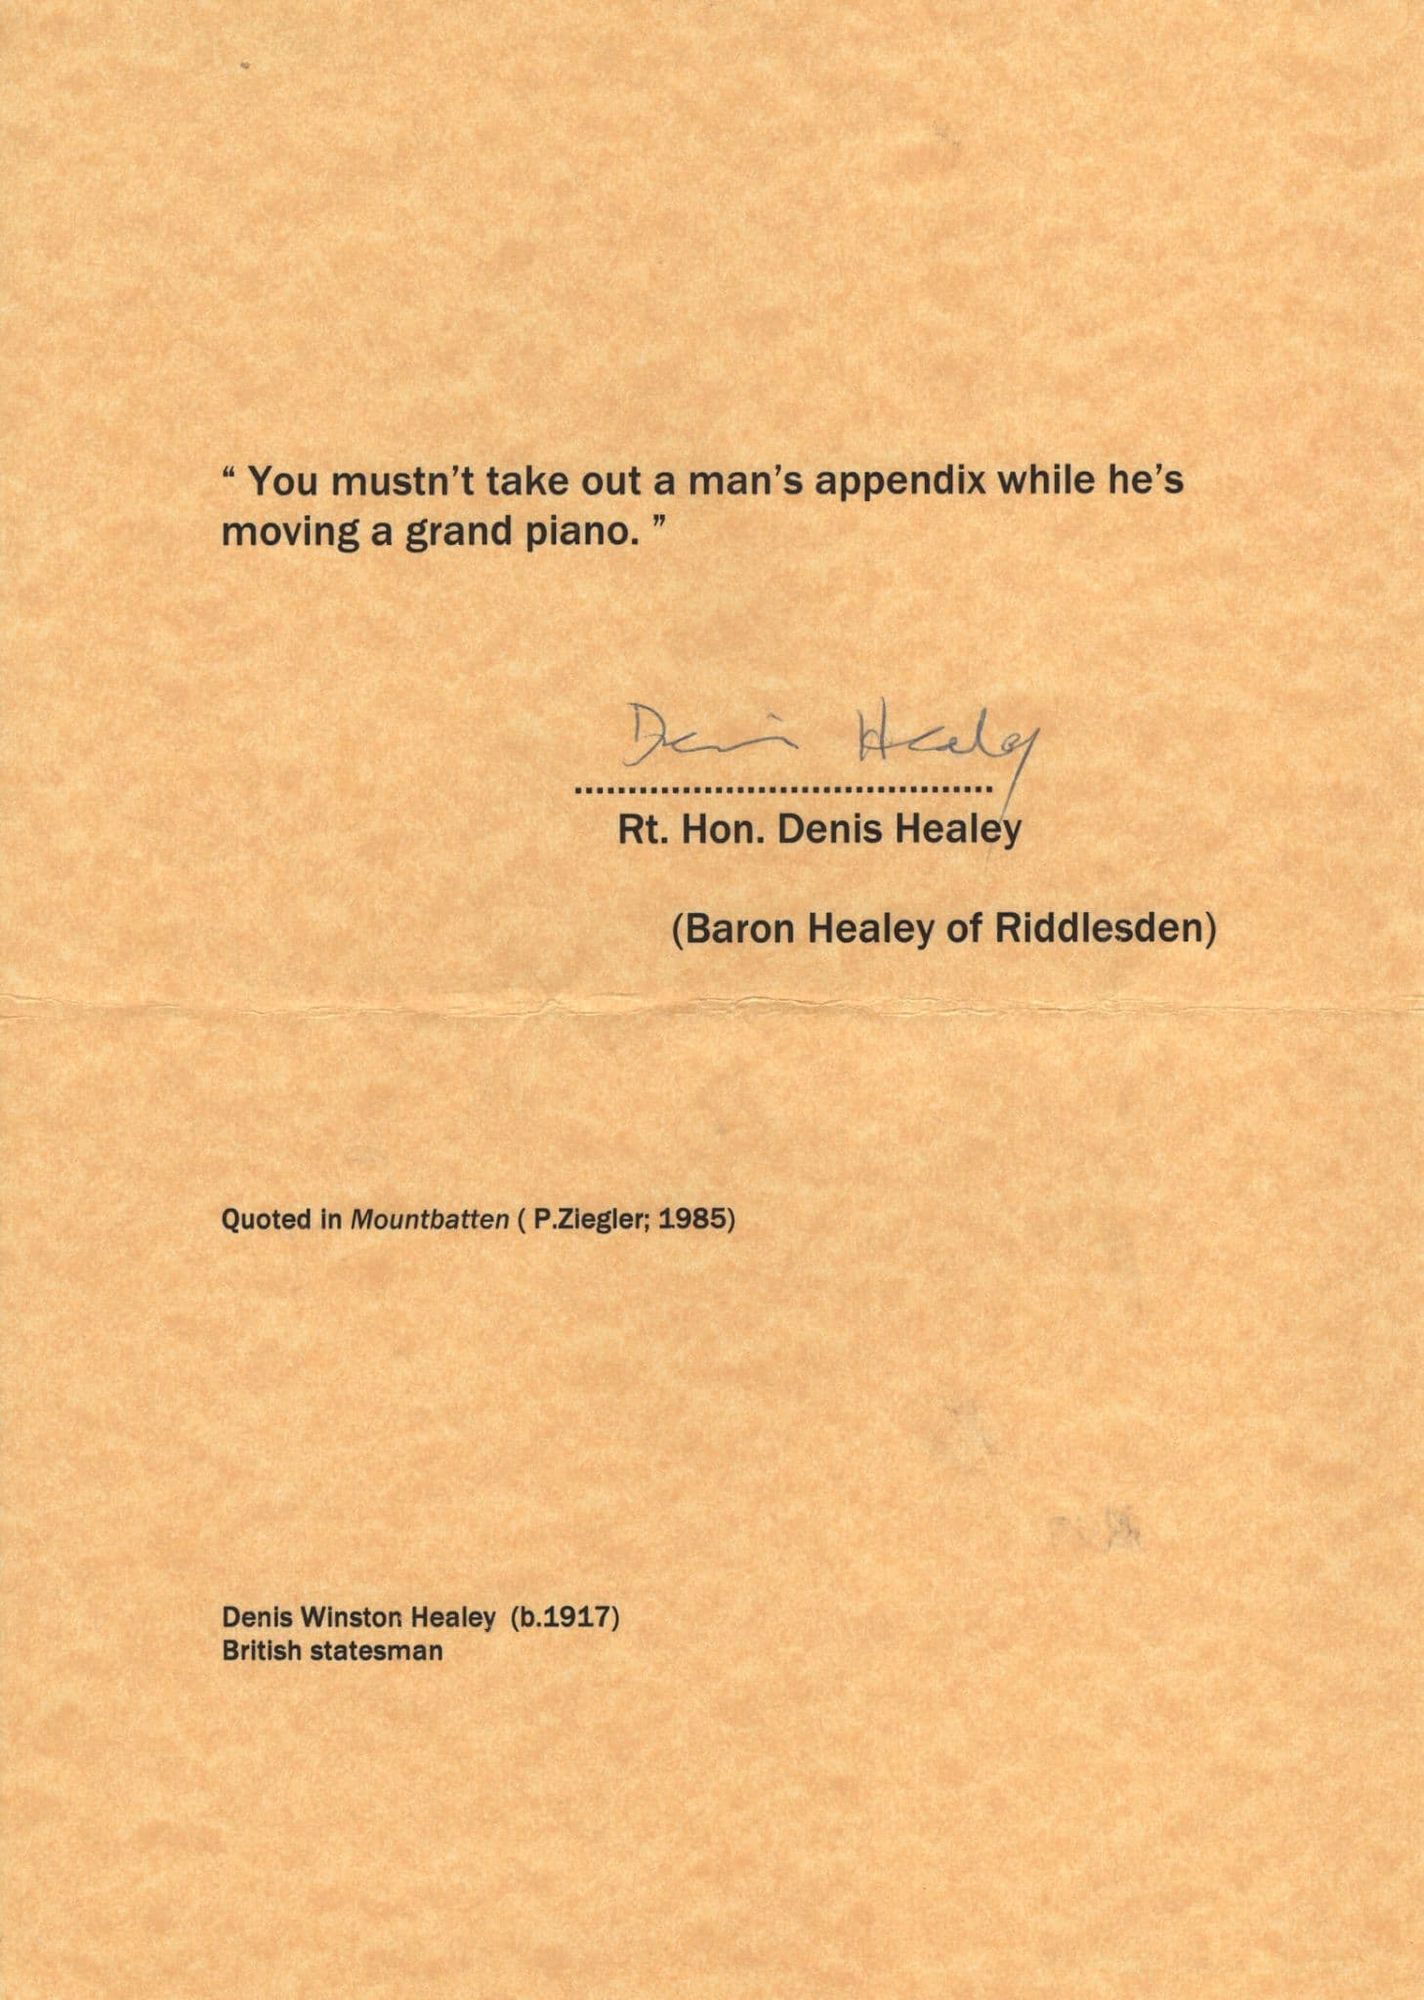 “ You mustn’t take out a man’s appendix while he’s
moving a grand piano. ”
Denis Healey
.......................................
Rt. Hon. Denis Healey
(Baron Healey of Riddlesden)
Quoted in Mountbatten ( P.Ziegler; 1985)
Denis Winston Healey (b.1917)
British statesman